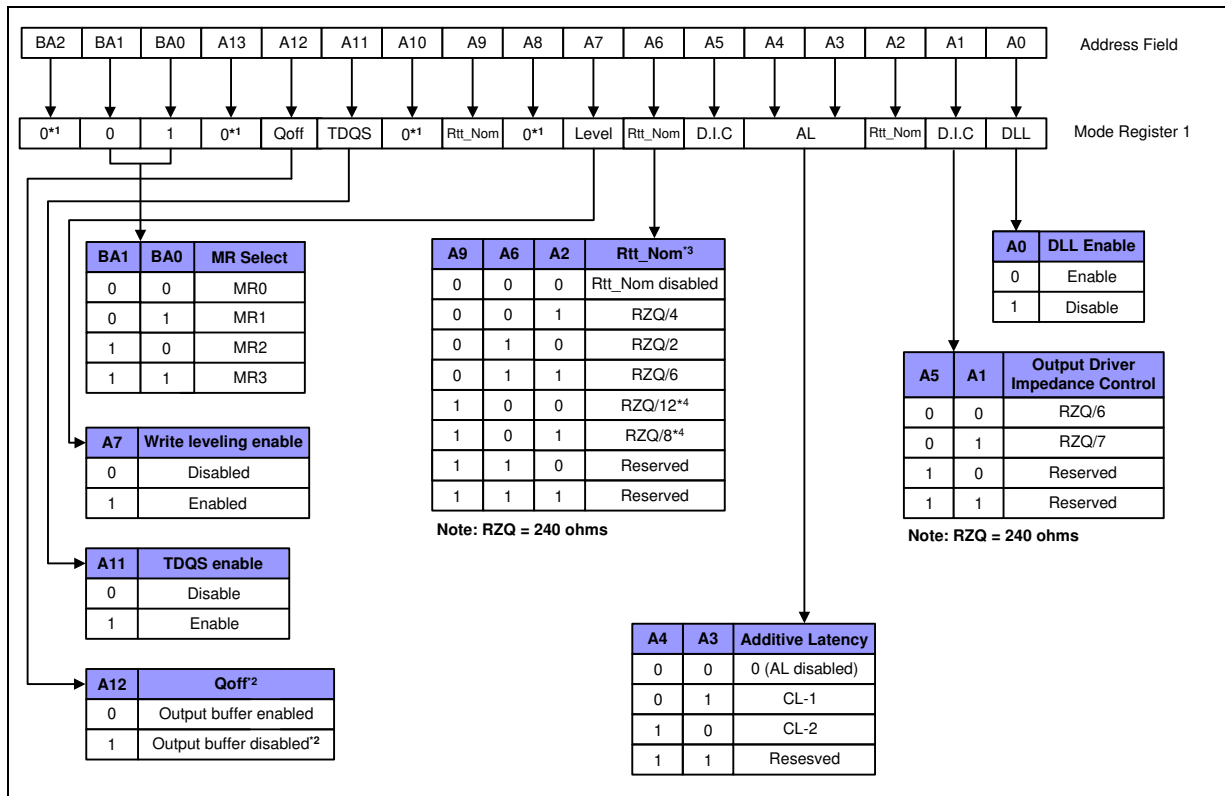 BA2 BA1 BA0 A13 A12 A11 A10 A9 A8 A7 A6 A5 A4 A3 A2 A1 A0 Address Field
0*1 0 1 0*1 Qoff TDQS 0*1 Rtt_Nom 0*1 Level Rtt_Nom D.I.C AL Rtt_Nom D.I.C DLL Mode Register 1
BA1 BA0 MR Select
0 0 MR0
0 1 MR1
1 0 MR2
1 1 MR3
A7 Write leveling enable
0 Disabled
1 Enabled
A11 TDQS enable
0 Disable
1 Enable
A12 Qoff*2
0 Output buffer enabled
1 Output buffer disabled*2
A9 A6 A2 Rtt_Nom*3
0 0 0 Rtt_Nom disabled
0 0 1 RZQ/4
0 1 0 RZQ/2
0 1 1 RZQ/6
1 0 0 RZQ/12*4
1 0 1 RZQ/8*4
1 1 0 Reserved
1 1 1 Reserved
Note: RZQ = 240 ohms
A4 A3 Additive Latency
0 0 0 (AL disabled)
0 1 CL-1
1 0 CL-2
1 1 Resesved
A0 DLL Enable
0 Enable
1 Disable
A5 A1 Output Driver
Impedance Control
0 0 RZQ/6
0 1 RZQ/7
1 0 Reserved
1 1 Reserved
Note: RZQ = 240 ohms